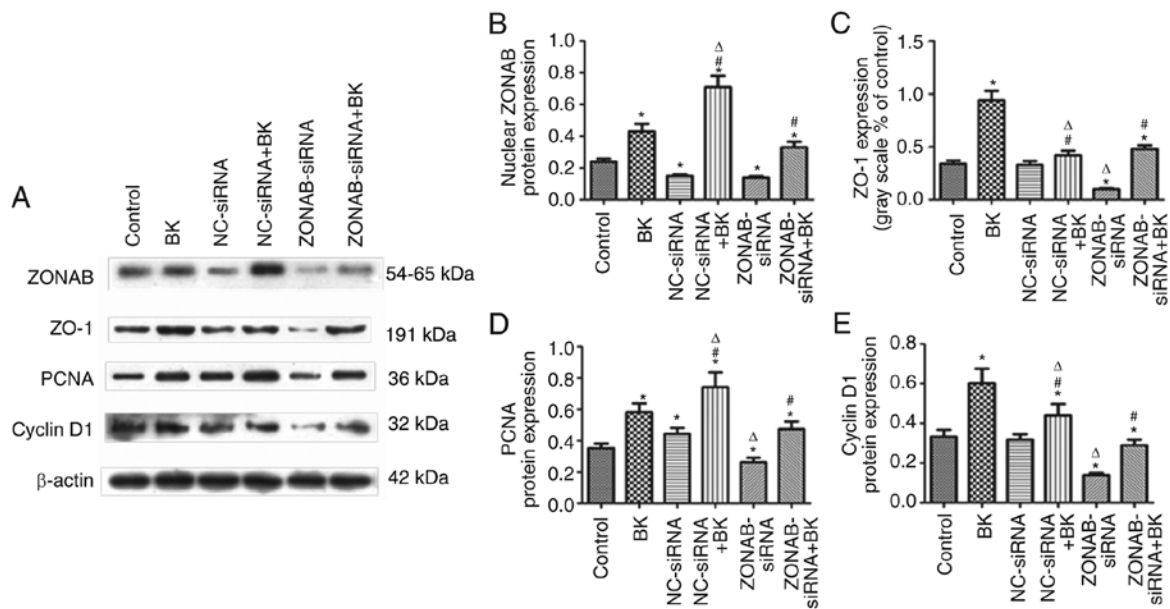 A
Control
BK
NC-siRNA
NC-siRNA+BK
ZONAB-siRNA
ZONAB-siRNA+BK
ZONAB
54-65 kDa
ZO-1
191 kDa
PCNA
36 kDa
Cyclin D1
32 kDa
β-actin
42 kDa
B
Nuclear ZONAB
protein expression
1.0
0.8
0.6
0.4
0.2
0.0
*
*
Δ
#
*
*
#
*
Control
BK
NC-siRNA
NC-siRNA
+BK
ZONAB-
siRNA
ZONAB-
siRNA+BK
C
ZO-1 expression
(gray scale % of control)
1.5
1.0
0.5
0.0
*
Δ
#
Δ
*
#
*
Control
BK
NC-siRNA
NC-siRNA
+BK
ZONAB-
siRNA
ZONAB-
siRNA+BK
D
PCNA
protein expression
1.0
0.8
0.6
0.4
0.2
0.0
*
*
Δ
#
*
Δ
*
#
*
Control
BK
NC-siRNA
NC-siRNA
+BK
ZONAB-
siRNA
ZONAB-
siRNA+BK
E
Cyclin D1
protein expression
0.8
0.6
0.4
0.2
0.0
*
Δ
#
*
Δ
*
#
*
Control
BK
NC-siRNA
NC-siRNA
+BK
ZONAB-
siRNA
ZONAB-
siRNA+BK